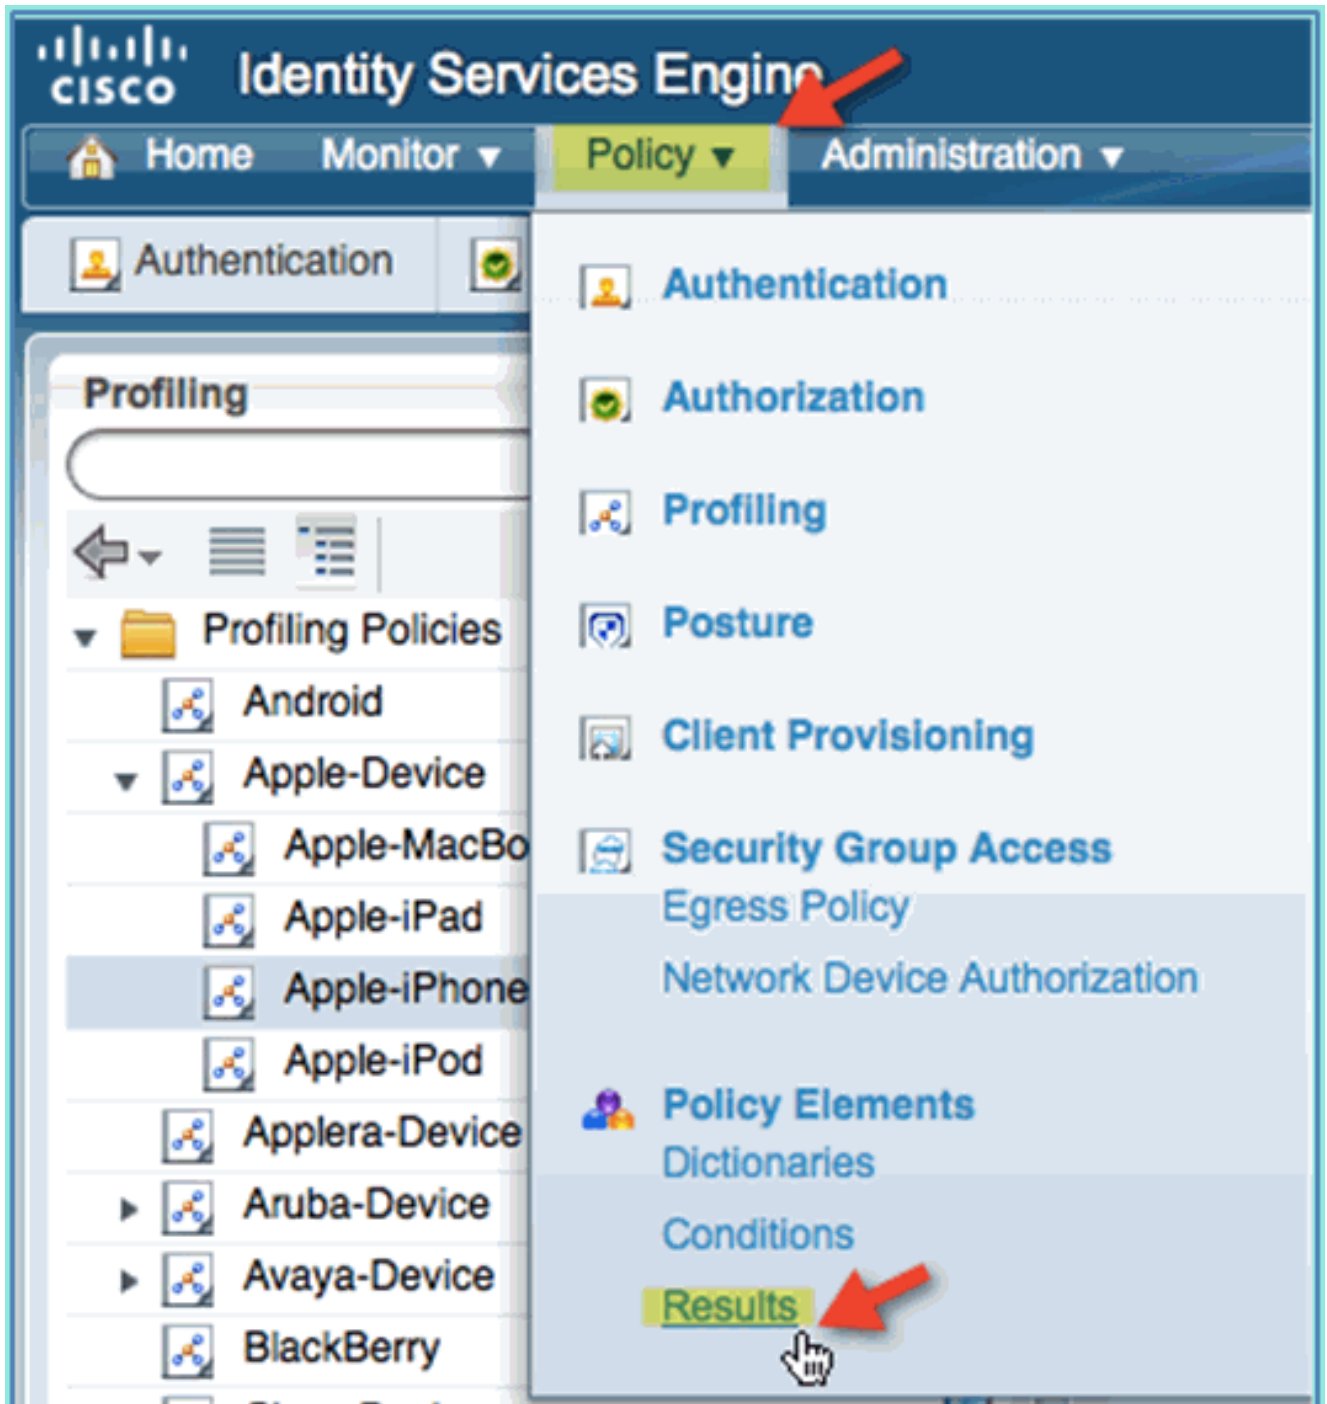 CISCO Identity Services Engine
Home Monitor Policy Administration
Authentication
Profiling
Profiling Policies
Android
Apple-Device
Apple-MacBo
Apple-iPad
Apple-iPhone
Apple-iPod
Applera-Device
Aruba-Device
Avaya-Device
BlackBerry
Authentication
Authorization
Profiling
Posture
Client Provisioning
Security Group Access
Egress Policy
Network Device Authorization
Policy Elements
Dictionaries
Conditions
Results